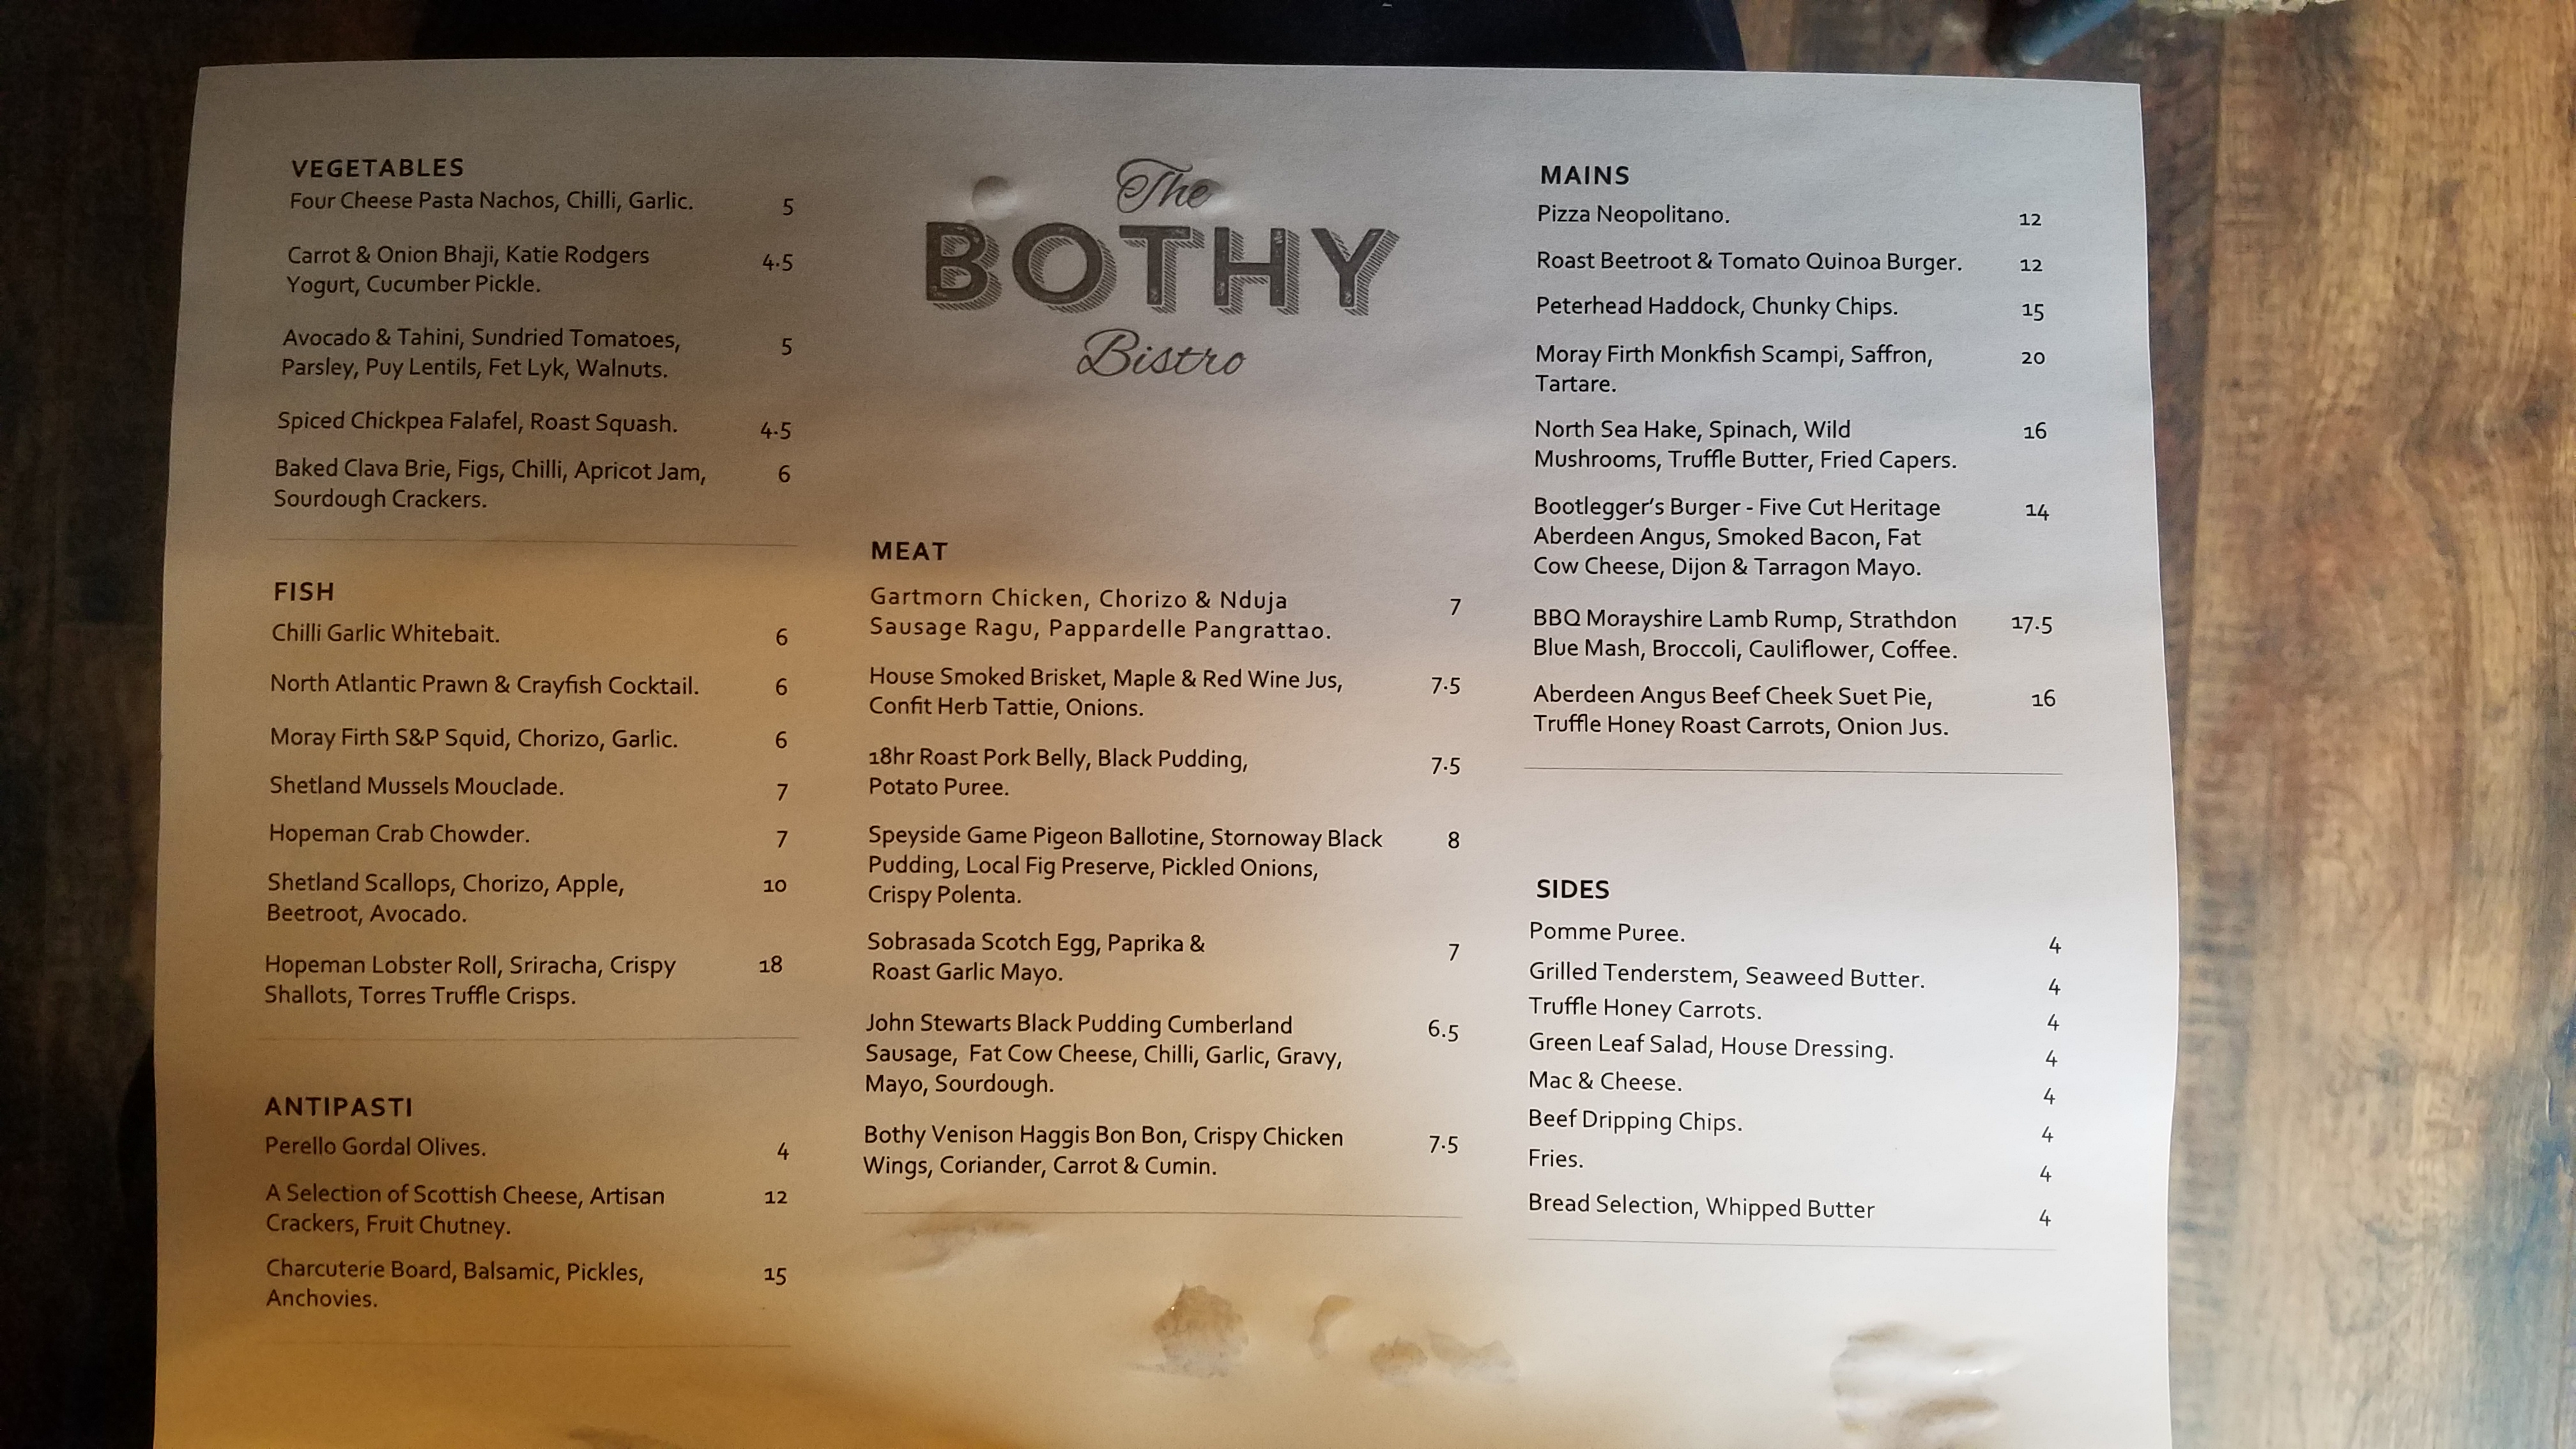 VEGETABLES
Four Cheese Pasta Nachos, Chilli, Garlic. 5
Carrot & Onion Bhaji, Katie Rodgers 4.5
Yogurt, Cucumber Pickle.
Avocado & Tahini, Sundried Tomatoes, 5
Parsley, Puy Lentils, Fet Lyk, Walnuts.
Spiced Chickpea Falafel, Roast Squash. 4.5
Baked Clava Brie, Figs, Chilli, Apricot Jam, 6
Sourdough Crackers.
FISH
Chilli Garlic Whitebait. 6
North Atlantic Prawn & Crayfish Cocktail. 6
Moray Firth S&P Squid, Chorizo, Garlic. 6
Shetland Mussels Mouclade. 7
Hopeman Crab Chowder. 7
Shetland Scallops, Chorizo, Apple, 10
Beetroot, Avocado.
Hopeman Lobster Roll, Sriracha, Crispy 18
Shallots, Torres Truffle Crisps.
ANTIPASTI
Perello Gordal Olives. 4
A Selection of Scottish Cheese, Artisan 12
Crackers, Fruit Chutney.
Charcuterie Board, Balsamic, Pickles, 15
Anchovies.
The
BOTHY
Bistro
MEAT
Gartmorn Chicken, Chorizo & Nduja 7
Sausage Ragu, Pappardelle Pangrattao.
House Smoked Brisket, Maple & Red Wine Jus, 7.5
Confit Herb Tattie, Onions.
18hr Roast Pork Belly, Black Pudding, 7.5
Potato Puree.
Speyside Game Pigeon Ballotine, Stornoway Black 8
Pudding, Local Fig Preserve, Pickled Onions,
Crispy Polenta.
Sobrasada Scotch Egg, Paprika & 7
Roast Garlic Mayo.
John Stewarts Black Pudding Cumberland 6.5
Sausage, Fat Cow Cheese, Chilli, Garlic, Gravy,
Mayo, Sourdough.
Bothy Venison Haggis Bon Bon, Crispy Chicken 7.5
Wings, Coriander, Carrot & Cumin.
MAINS
Pizza Neopolitano. 12
Roast Beetroot & Tomato Quinoa Burger. 12
Peterhead Haddock, Chunky Chips. 15
Moray Firth Monkfish Scampi, Saffron, 20
Tartare.
North Sea Hake, Spinach, Wild 16
Mushrooms, Truffle Butter, Fried Capers.
Bootlegger's Burger - Five Cut Heritage 14
Aberdeen Angus, Smoked Bacon, Fat
Cow Cheese, Dijon & Tarragon Mayo.
BBQ Morayshire Lamb Rump, Strathdon 17.5
Blue Mash, Broccoli, Cauliflower, Coffee.
Aberdeen Angus Beef Cheek Suet Pie, 16
Truffle Honey Roast Carrots, Onion Jus.
SIDES
Pomme Puree. 4
Grilled Tenderstem, Seaweed Butter. 4
Truffle Honey Carrots. 4
Green Leaf Salad, House Dressing. 4
Mac & Cheese. 4
Beef Dripping Chips. 4
Fries. 4
Bread Selection, Whipped Butter 4